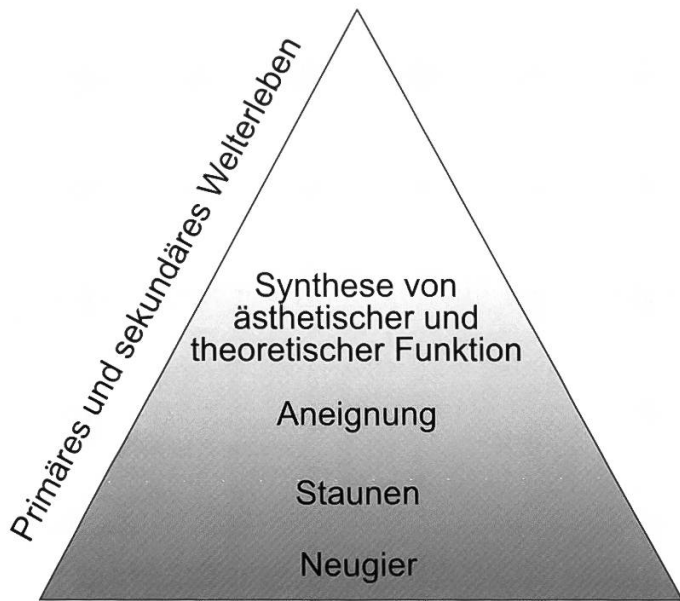 Primäres und sekundäres Welterleben
Synthese von
ästhetischer und
theoretischer Funktion
Aneignung
Staunen
Neugier